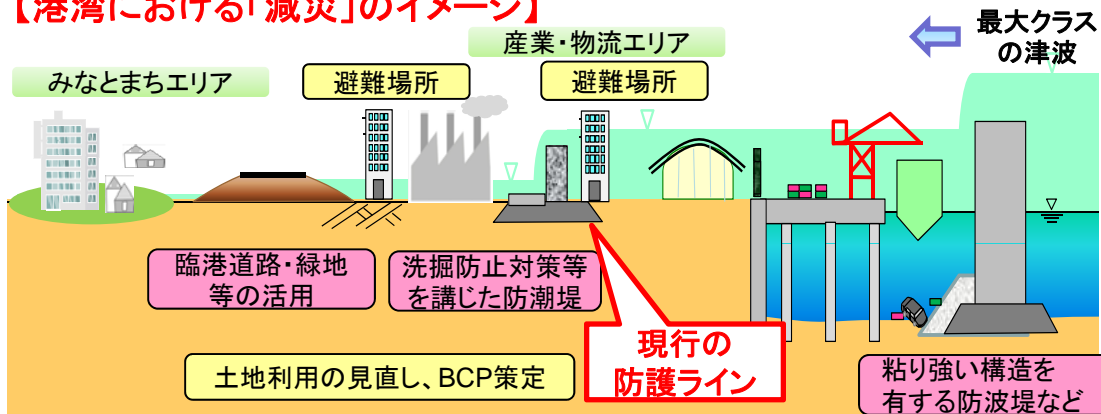 【港湾における「減災」のイメージ】
最大クラス
の津波
産業・物流エリア
みなとまちエリア
避難場所
避難場所
臨港道路・緑地
等の活用
洗掘防止対策等
を講じた防潮堤
現行の
防護ライン
土地利用の見直し、BCP策定
粘り強い構造を
有する防波堤など